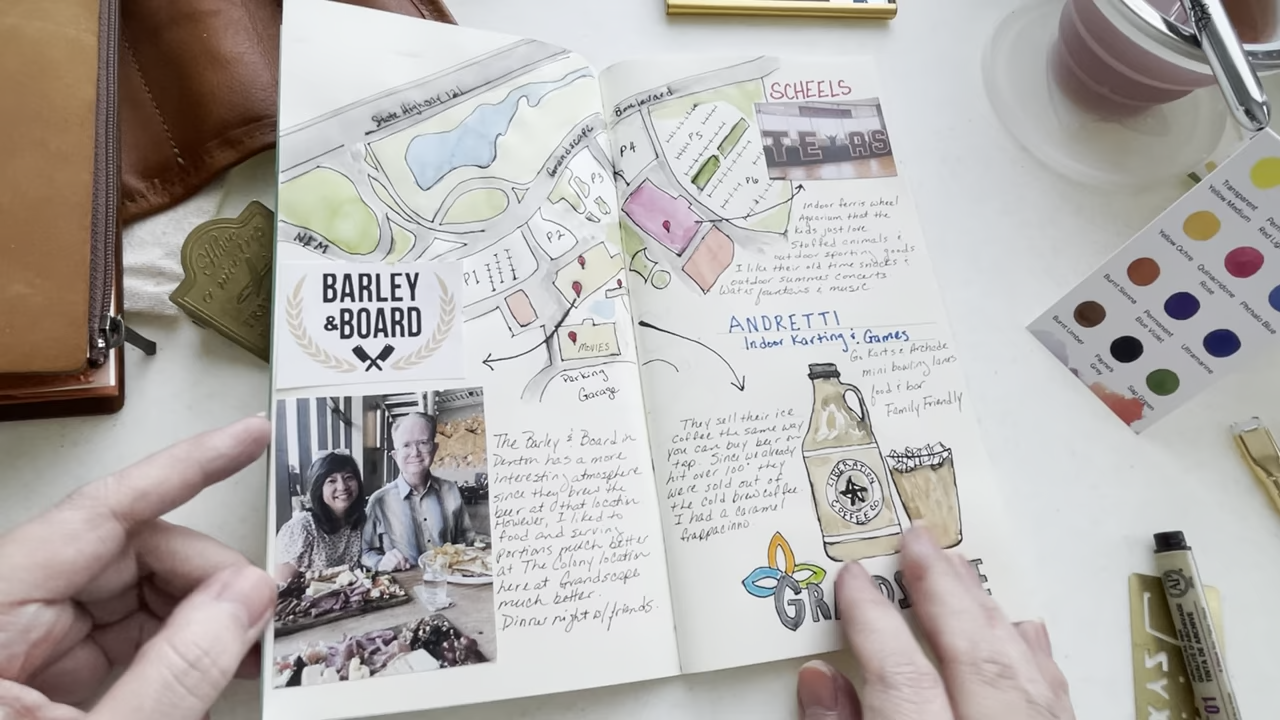 State Highway 121
Grandscape
Boulevard
NFM
P1
P2
P3
P4
P5
P6
MOVIES
Parking
Garage
BARLEY
&BOARD
The Barley & Board in
Denton has a more
interesting atmosphere
since they brew the
beer at that location
However, I liked to
food and serving
portions much better
at The Colony location
here at Grandscape
much better.
Dinner night w/ friends.
SCHEELS
TEXAS
Indoor ferris wheel
Aquarium that the
kids just love
Stuffed animals &
outdoor sporting goods
I like their old time snacks &
outdoor summer concerts
Water fountains & music
ANDRETTI
Indoor Karting & Games
Go Karts & Archade
mini bowling lanes
food & bar
Family Friendly
They sell their ice
coffee the same way
you can buy beer on
tap. Since we already
hit over 100° they
were sold out of
the cold brew coffee.
I had a caramel
frappacinno
LIBERATION
COFFEE CO
Transparent
Yellow Medium
Yellow Ochre
Quinacridone
Rose
Phthalo Blue
Burnt Sienna
Permanent
Blue Violet
Ultramarine
Burnt Umber
Paynes
Grey
Sap Green
01